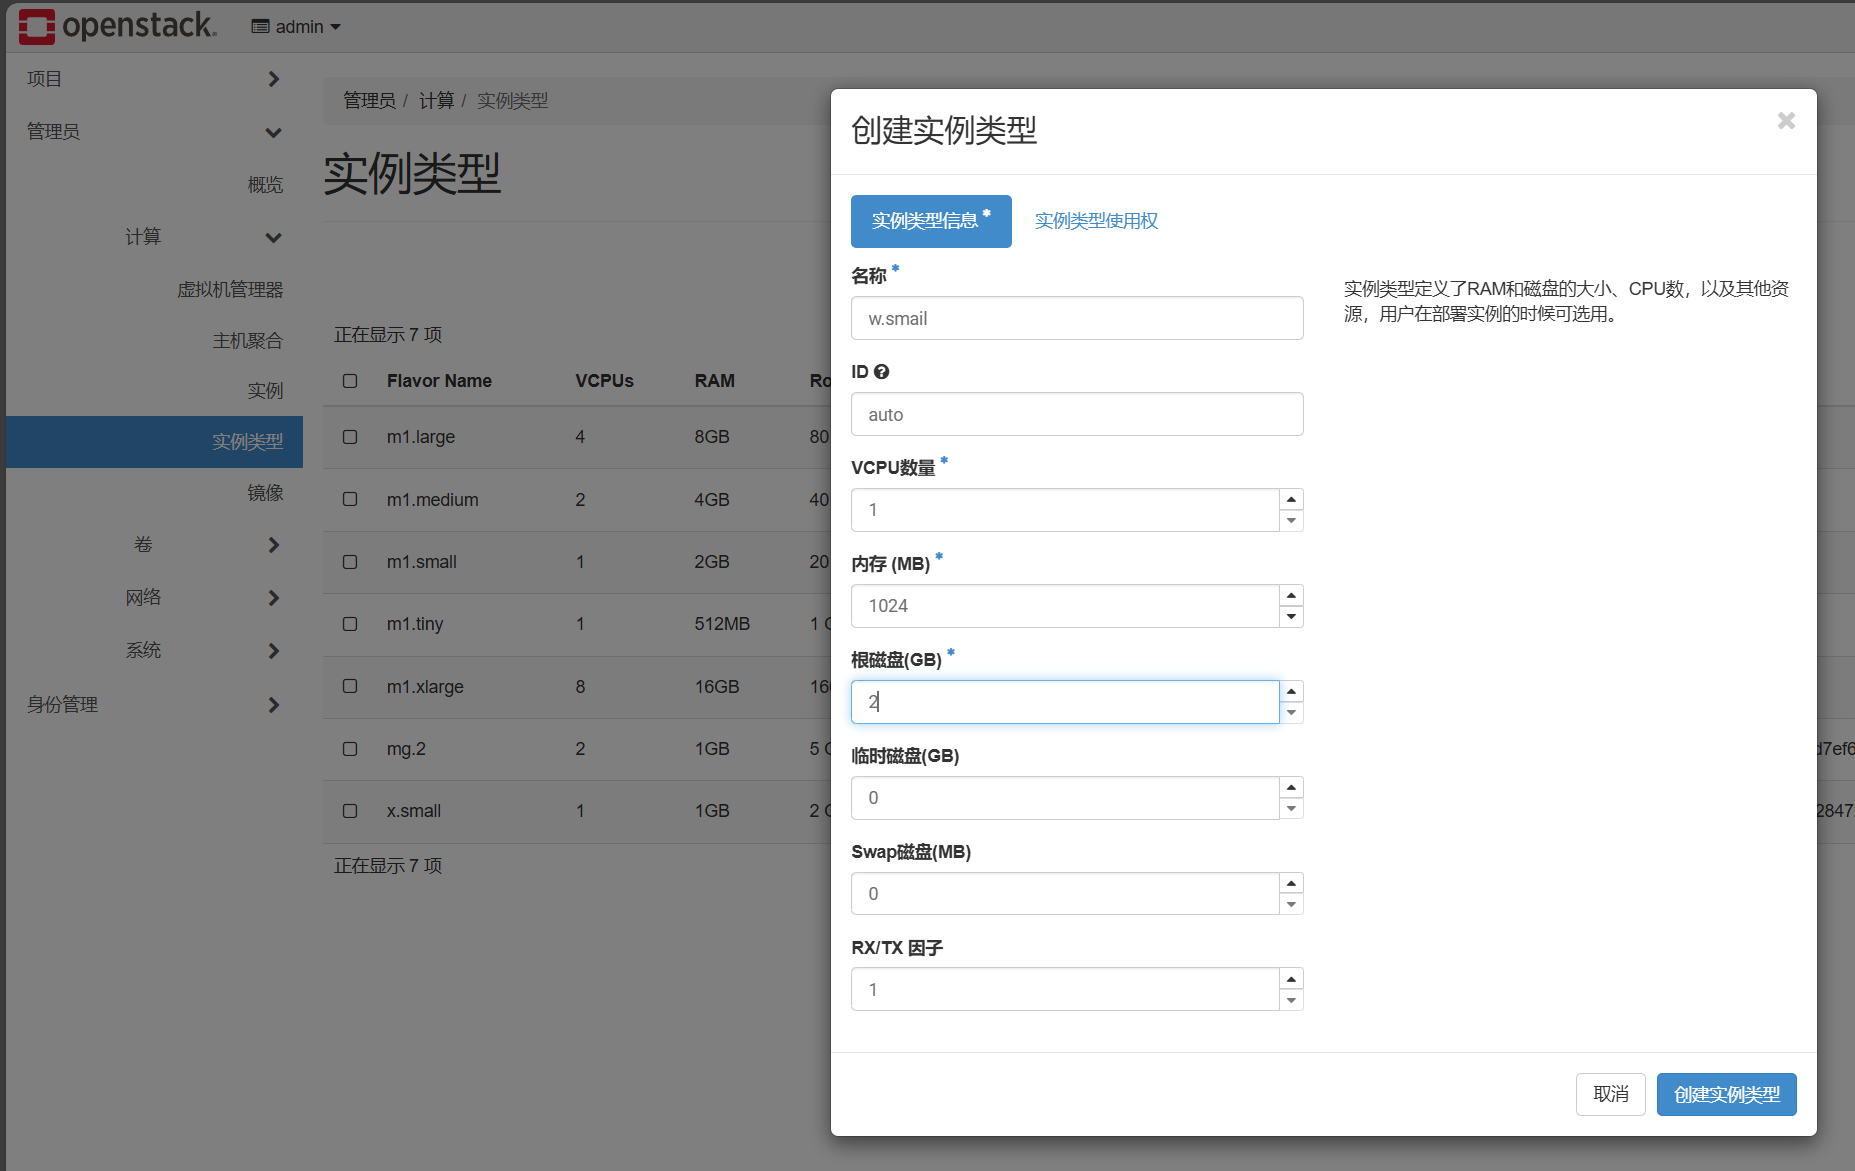 openstack.
admin
项目
管理员
概览
计算
虚拟机管理器
主机聚合
实例
实例类型
镜像
卷
网络
系统
身份管理
管理员 / 计算 / 实例类型
实例类型
正在显示 7 项
Flavor Name VCPUs RAM Ro
m1.large 4 8GB 80
m1.medium 2 4GB 40
m1.small 1 2GB 20
m1.tiny 1 512MB 1
m1.xlarge 8 16GB 16
mg.2 2 1GB 5 d7ef6
x.small 1 1GB 2 2847
正在显示 7 项
创建实例类型
实例类型信息 * 实例类型使用权
名称 *
w.smail
ID
auto
VCPU数量 *
1
内存 (MB) *
1024
根磁盘(GB) *
2
临时磁盘(GB)
0
Swap磁盘(MB)
0
RX/TX 因子
1
实例类型定义了RAM和磁盘的大小、CPU数，以及其他资
源，用户在部署实例的时候可选用。
取消 创建实例类型